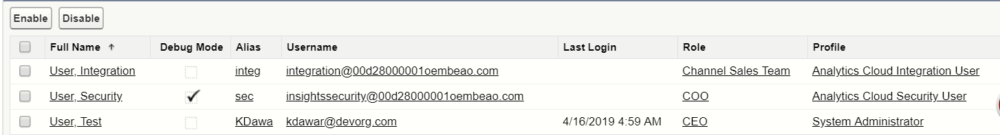 Enable Disable
Full Name ↑ Debug Mode Alias Username Last Login Role Profile
User, Integration integ integration@00d28000001oembeao.com Channel Sales Team Analytics Cloud Integration User
User, Security sec insightssecurity@00d28000001oembeao.com COO Analytics Cloud Security User
User, Test KDawa kdawar@devorg.com 4/16/2019 4:59 AM CEO System Administrator